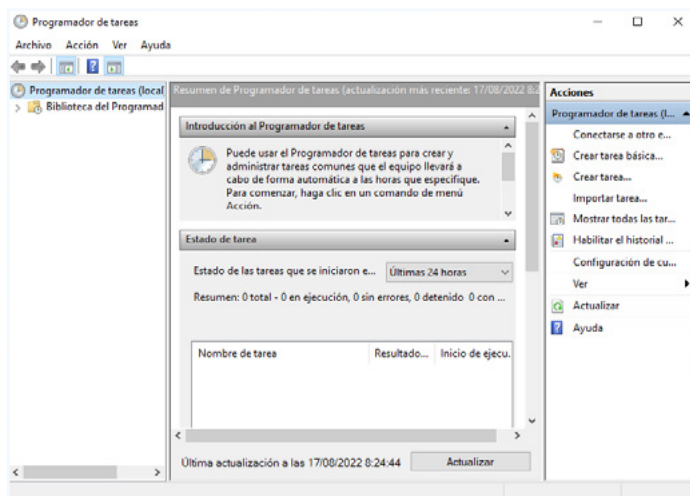 Programador de tareas
Archivo Acción Ver Ayuda
Programador de tareas (local
Biblioteca del Programad
Resumen de Programador de tareas (actualización más reciente: 17/08/2022 8:2
Introducción al Programador de tareas
Puede usar el Programador de tareas para crear y
administrar tareas comunes que el equipo llevará a
cabo de forma automática a las horas que especifique.
Para comenzar, haga clic en un comando de menú
Acción.
Estado de tarea
Estado de las tareas que se iniciaron e... Últimas 24 horas
Resumen: 0 total - 0 en ejecución, 0 sin errores, 0 detenido 0 con ...
Nombre de tarea Resultado... Inicio de ejecu.
Última actualización a las 17/08/2022 8:24:44 Actualizar
Acciones
Programador de tareas (l...
Conectarse a otro e...
Crear tarea básica...
Crear tarea...
Importar tarea...
Mostrar todas las tar...
Habilitar el historial ...
Configuración de cu...
Ver
Actualizar
Ayuda